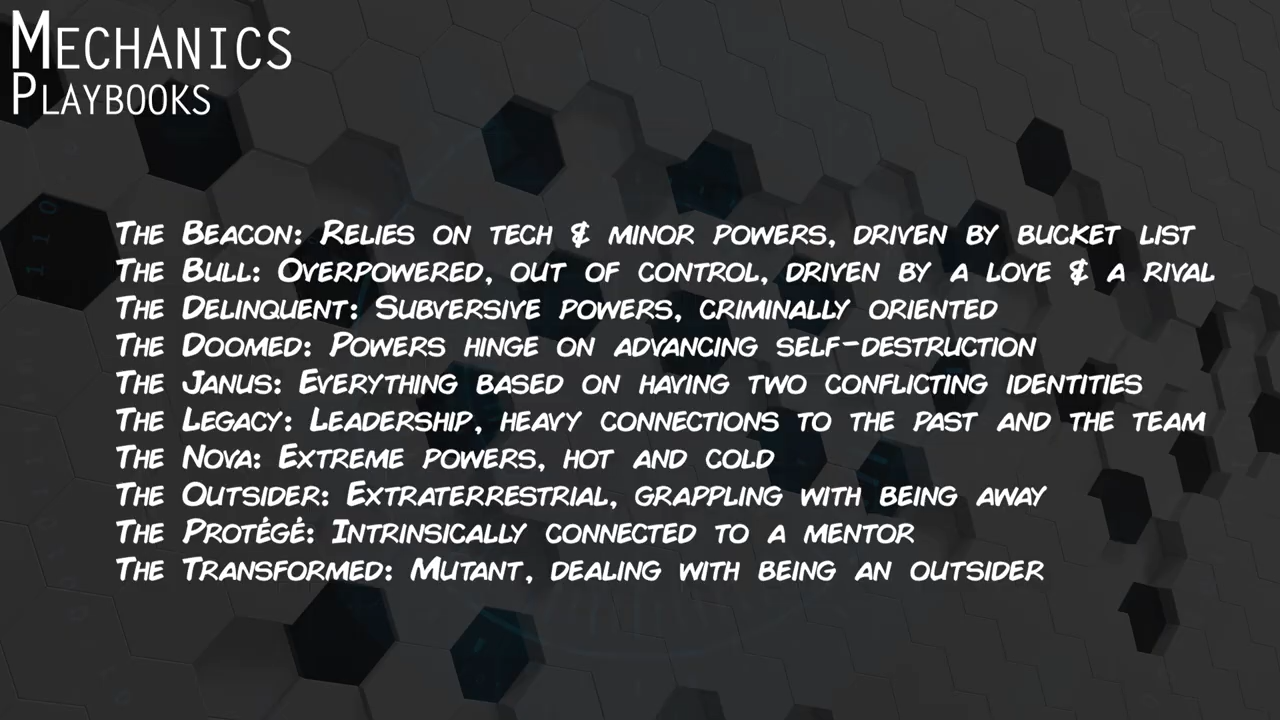 Mechanics
Playbooks
The Beacon: Relies on tech & minor powers, driven by bucket list
The Bull: Overpowered, out of control, driven by a love & a rival
The Delinquent: Subversive powers, criminally oriented
The Doomed: Powers hinge on advancing self-destruction
The Janus: Everything based on having two conflicting identities
The Legacy: Leadership, heavy connections to the past and the team
The Nova: Extreme powers, hot and cold
The Outsider: Extraterrestrial, grappling with being away
The Protégé: Intrinsically connected to a mentor
The Transformed: Mutant, dealing with being an outsider